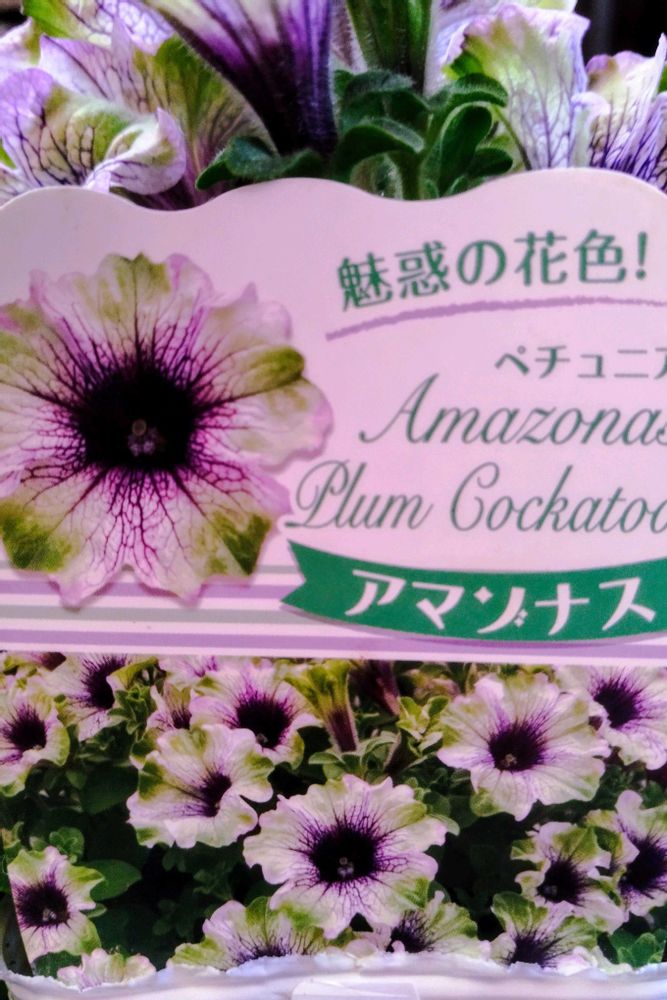 魅惑の花色!
ペチュニア
Amazonas
Plum Cockatoo
アマゾナス